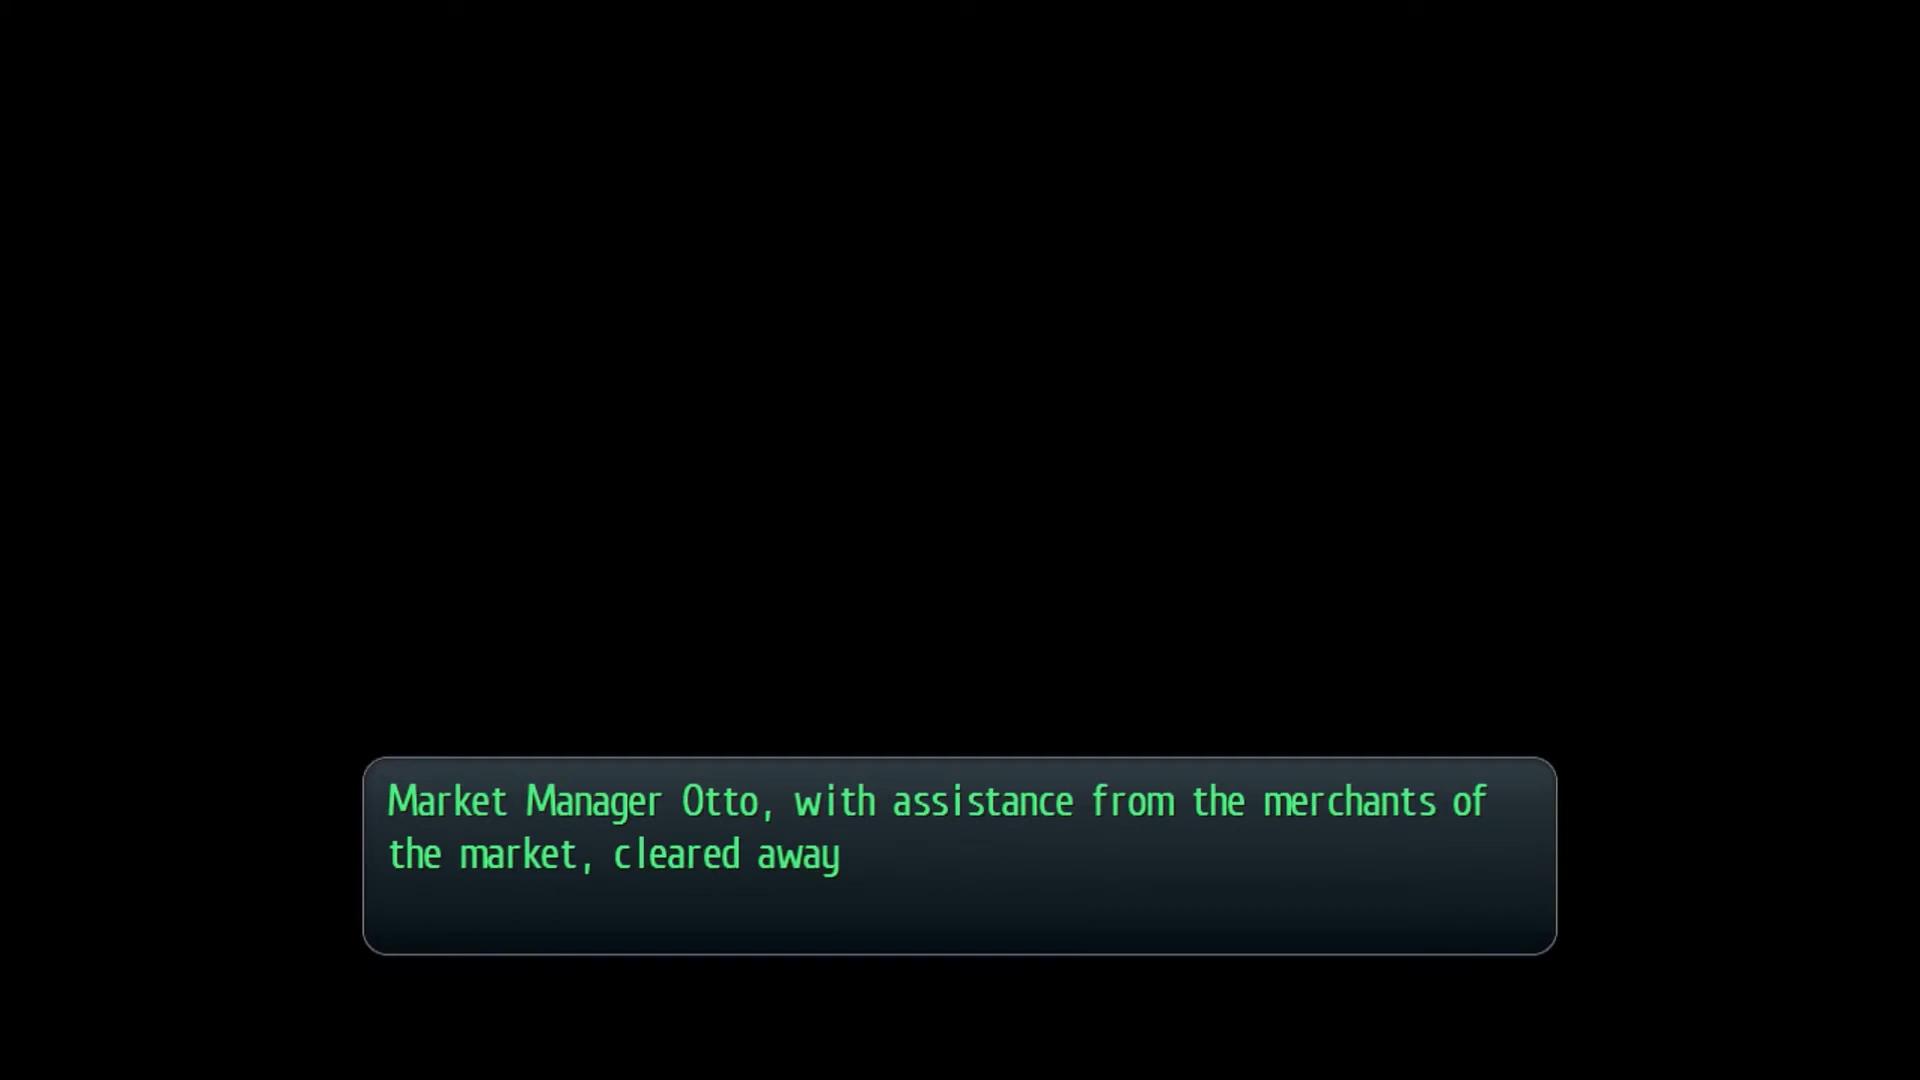 Market Manager Otto, with assistance from the merchants of
the market, cleared away